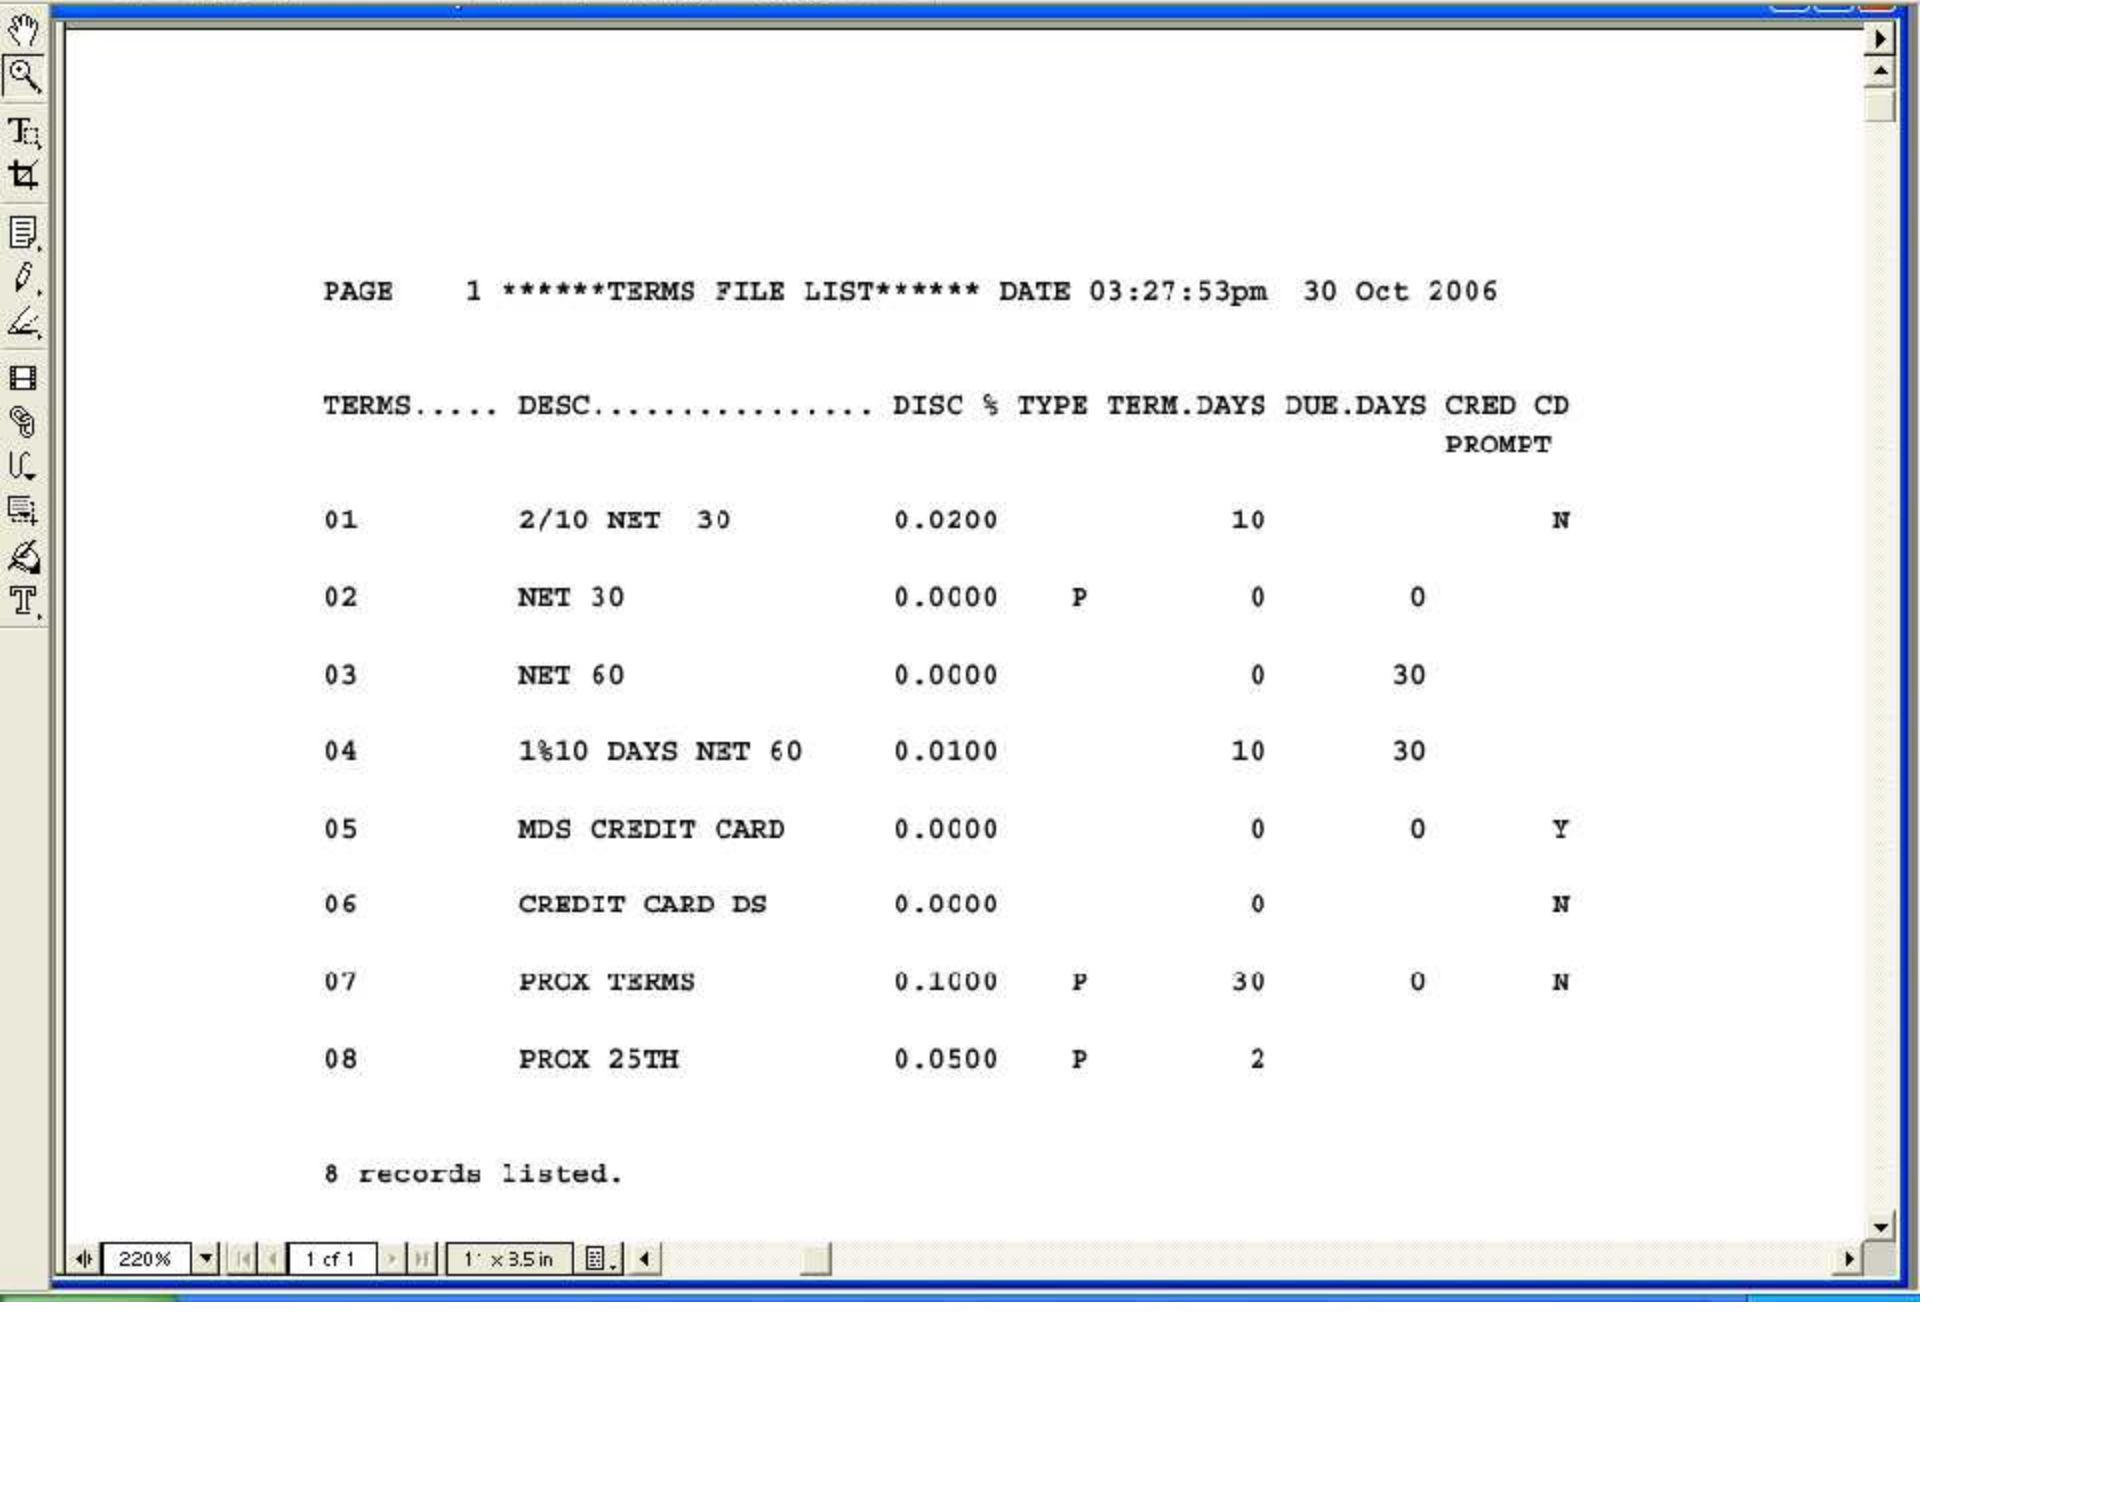 PAGE    1 ******TERMS FILE LIST****** DATE 03:27:53pm  30 Oct 2006
TERMS..... DESC................ DISC % TYPE TERM.DAYS DUE.DAYS CRED CD
PROMPT
01 2/10 NET  30 0.0200 10 N
02 NET 30 0.0000 P 0 0
03 NET 60 0.0000 0 30
04 1%10 DAYS NET 60 0.0100 10 30
05 MDS CREDIT CARD 0.0000 0 0 Y
06 CREDIT CARD DS 0.0000 0 N
07 PROX TERMS 0.1000 P 30 0 N
08 PROX 25TH 0.0500 P 2
8 records listed.
220% 1 of 1 x 8.5 in